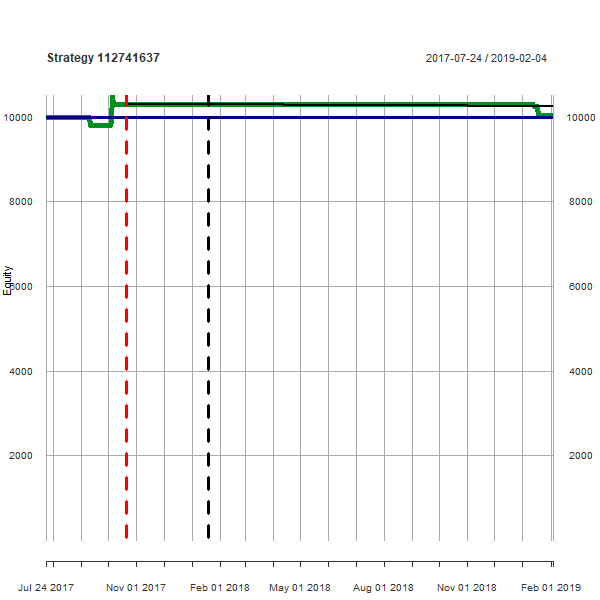 Strategy 112741637
2017-07-24 / 2019-02-04
10000
10000
8000
8000
Equity
6000
6000
4000
4000
2000
2000
Jul 24 2017
Nov 01 2017
Feb 01 2018
May 01 2018
Aug 01 2018
Nov 01 2018
Feb 01 2019